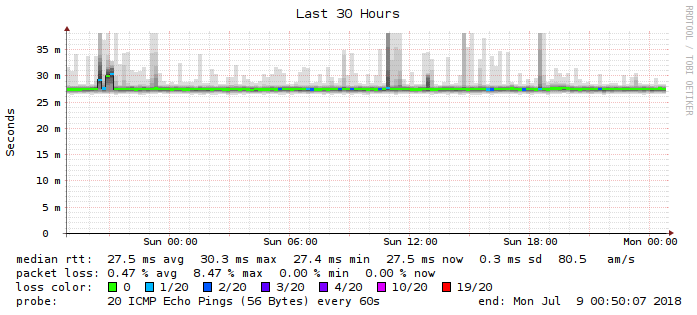 Last 30 Hours
RRDTOOL / TOBI OETIKER
Seconds
35 m
30 m
25 m
20 m
15 m
10 m
5 m
0
Sun 00:00 Sun 06:00 Sun 12:00 Sun 18:00 Mon 00:00
median rtt: 27.5 ms avg 30.3 ms max 27.4 ms min 27.5 ms now 0.3 ms sd 80.5 am/s
packet loss: 0.47 % avg 8.47 % max 0.00 % min 0.00 % now
loss color: 0 1/20 2/20 3/20 4/20 10/20 19/20
probe: 20 ICMP Echo Pings (56 Bytes) every 60s end: Mon Jul 9 00:50:07 2018